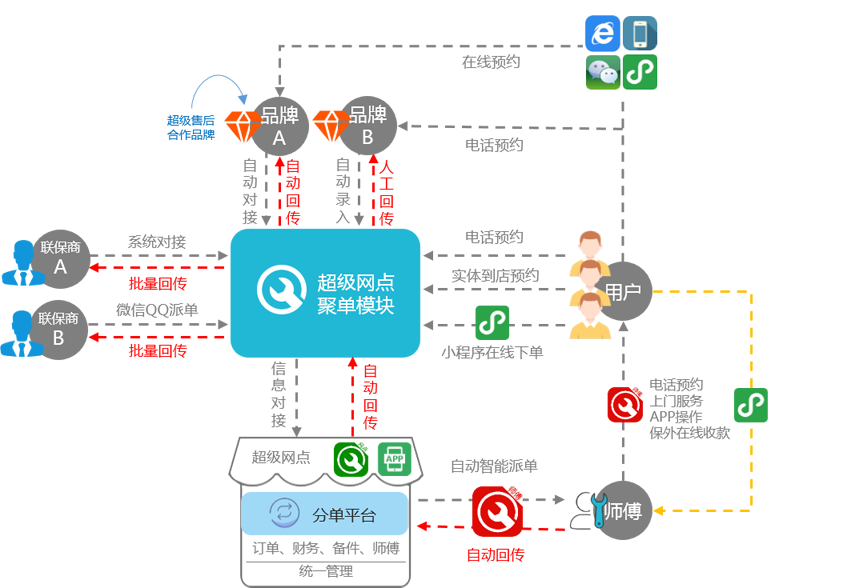 在线预约
超级售后
合作品牌
品牌
A
品牌
B
电话预约
自动对接
自动回传
自动录入
人工回传
联保商
A
系统对接
批量回传
联保商
B
微信QQ派单
批量回传
超级网点
聚单模块
电话预约
实体到店预约
小程序在线下单
用户
信息对接
自动回传
电话预约
上门服务
APP操作
保外在线收款
超级网点
APP
自动智能派单
师傅
分单平台
师傅
自动回传
订单、财务、备件、师傅
统一管理